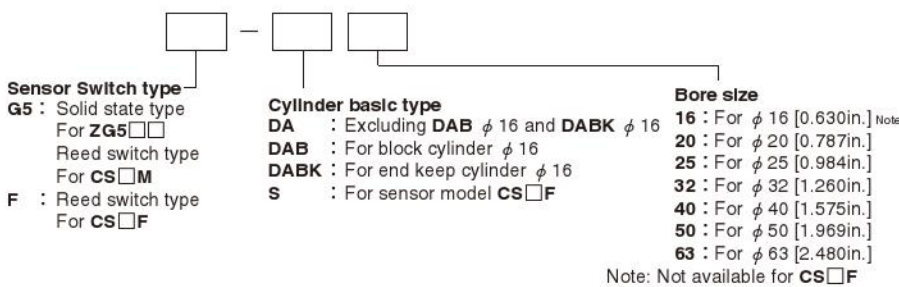 –
Sensor Switch type
G5 : Solid state type
For ZG5□□
Reed switch type
For CS□M
F : Reed switch type
For CS□F
Cylinder basic type
DA : Excluding DAB φ 16 and DABK φ 16
DAB : For block cylinder φ 16
DABK : For end keep cylinder φ 16
S : For sensor model CS□F
Bore size
16 : For φ 16 [0.630in.] Note
20 : For φ 20 [0.787in.]
25 : For φ 25 [0.984in.]
32 : For φ 32 [1.260in.]
40 : For φ 40 [1.575in.]
50 : For φ 50 [1.969in.]
63 : For φ 63 [2.480in.]
Note: Not available for CS□F